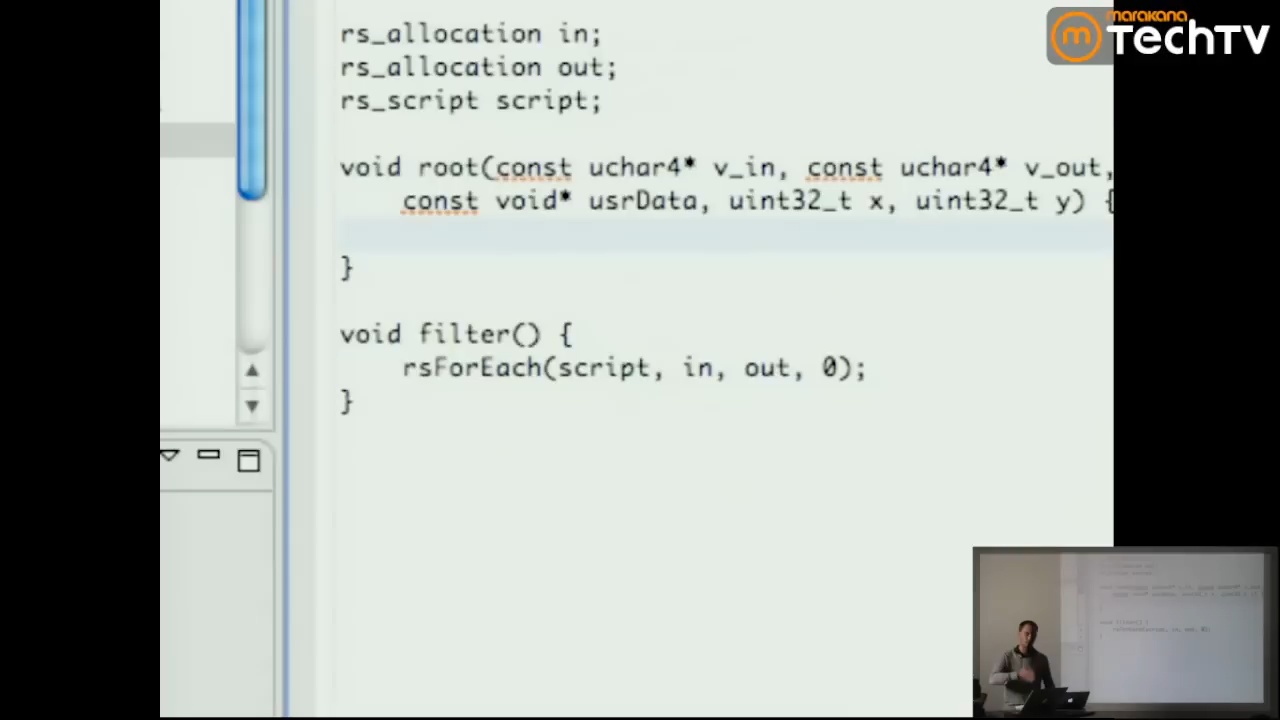 marakana
TechTV
rs_allocation in;
rs_allocation out;
rs_script script;
void root(const uchar4* v_in, const uchar4* v_out,
const void* usrData, uint32_t x, uint32_t y) {
}
void filter() {
rsForEach(script, in, out, 0);
}